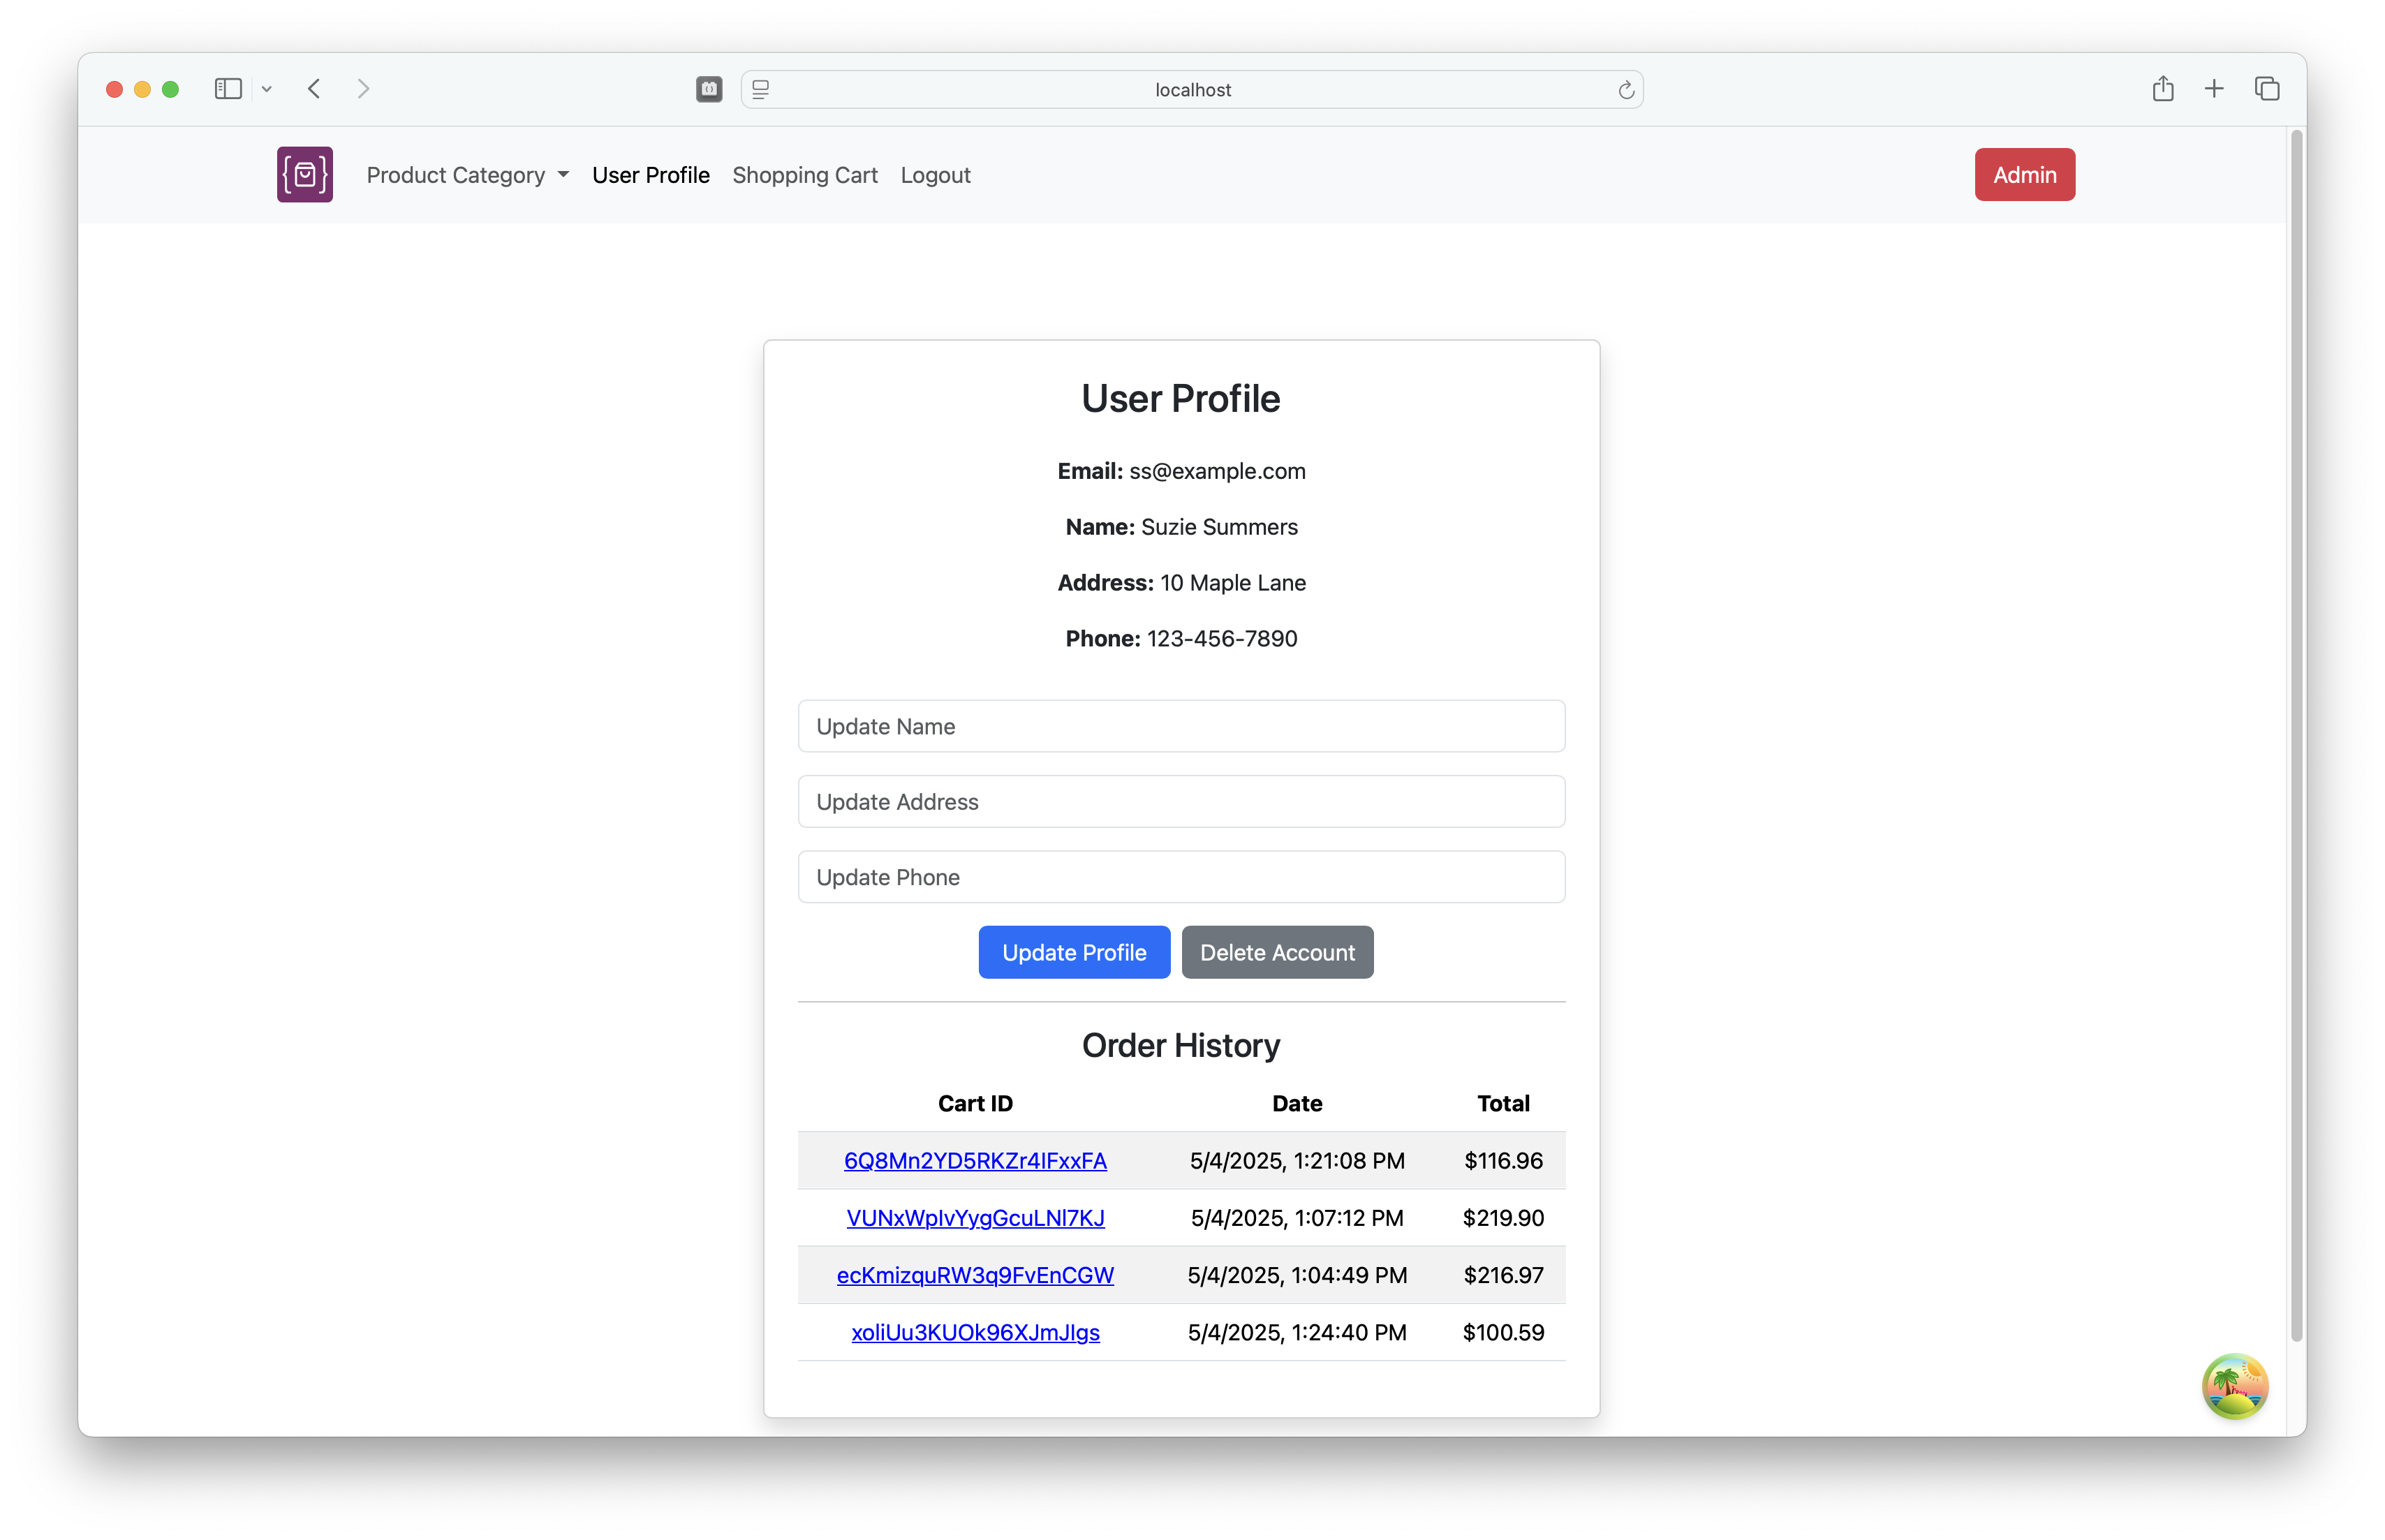 localhost
Product Category User Profile Shopping Cart Logout Admin
User Profile
Email: ss@example.com
Name: Suzie Summers
Address: 10 Maple Lane
Phone: 123-456-7890
Update Name
Update Address
Update Phone
Update Profile Delete Account
Order History
Cart ID Date Total
6Q8Mn2YD5RKZr4lFxxFA 5/4/2025, 1:21:08 PM $116.96
VUNxWpIvYygGcuLNl7KJ 5/4/2025, 1:07:12 PM $219.90
ecKmizquRW3q9FvEnCGW 5/4/2025, 1:04:49 PM $216.97
xoliUu3KUOk96XJmJlgs 5/4/2025, 1:24:40 PM $100.59